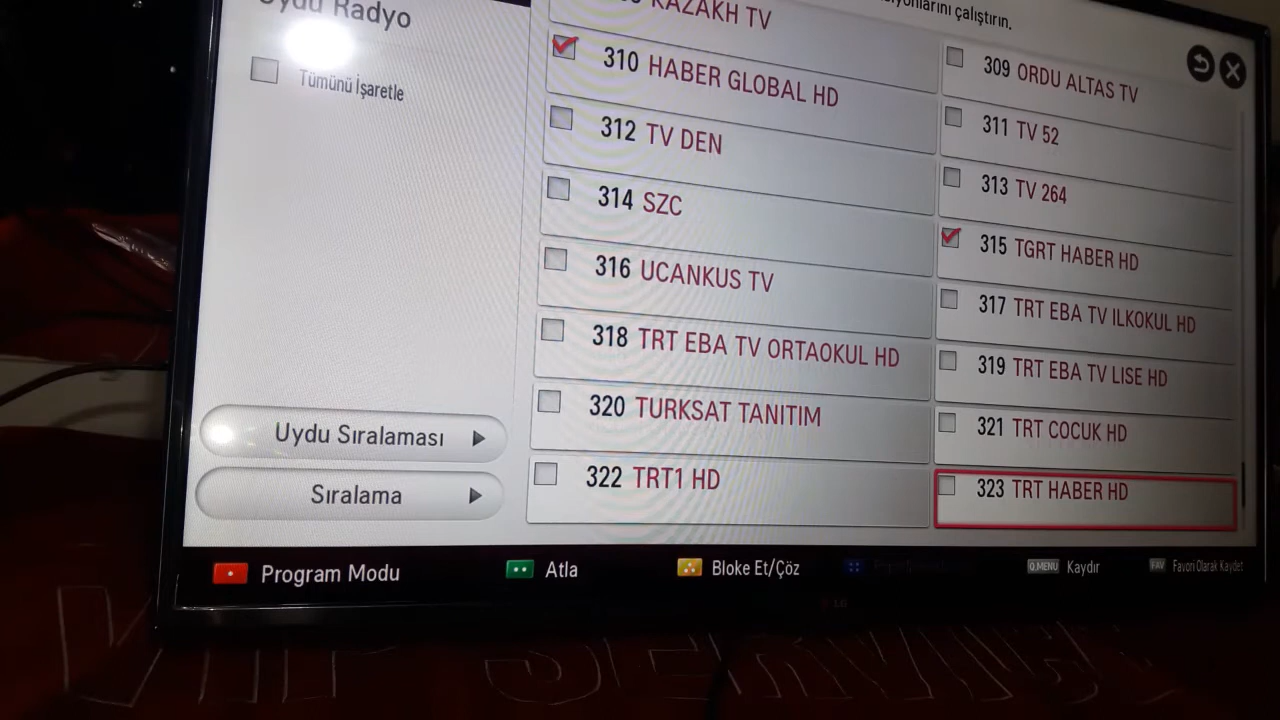 Uydu Radyo
Tümünü İşaretle
Uydu Sıralaması
Sıralama
çalıştırın.
KAZAKH TV
310 HABER GLOBAL HD
309 ORDU ALTAS TV
312 TV DEN
311 TV 52
314 SZC
313 TV 264
315 TGRT HABER HD
316 UCANKUS TV
317 TRT EBA TV ILKOKUL HD
318 TRT EBA TV ORTAOKUL HD
319 TRT EBA TV LISE HD
320 TURKSAT TANITIM
321 TRT COCUK HD
322 TRT1 HD
323 TRT HABER HD
Program Modu
Atla
Bloke Et/Çöz
Q.MENU Kaydır
FAV Favori Olarak Kaydet
LG